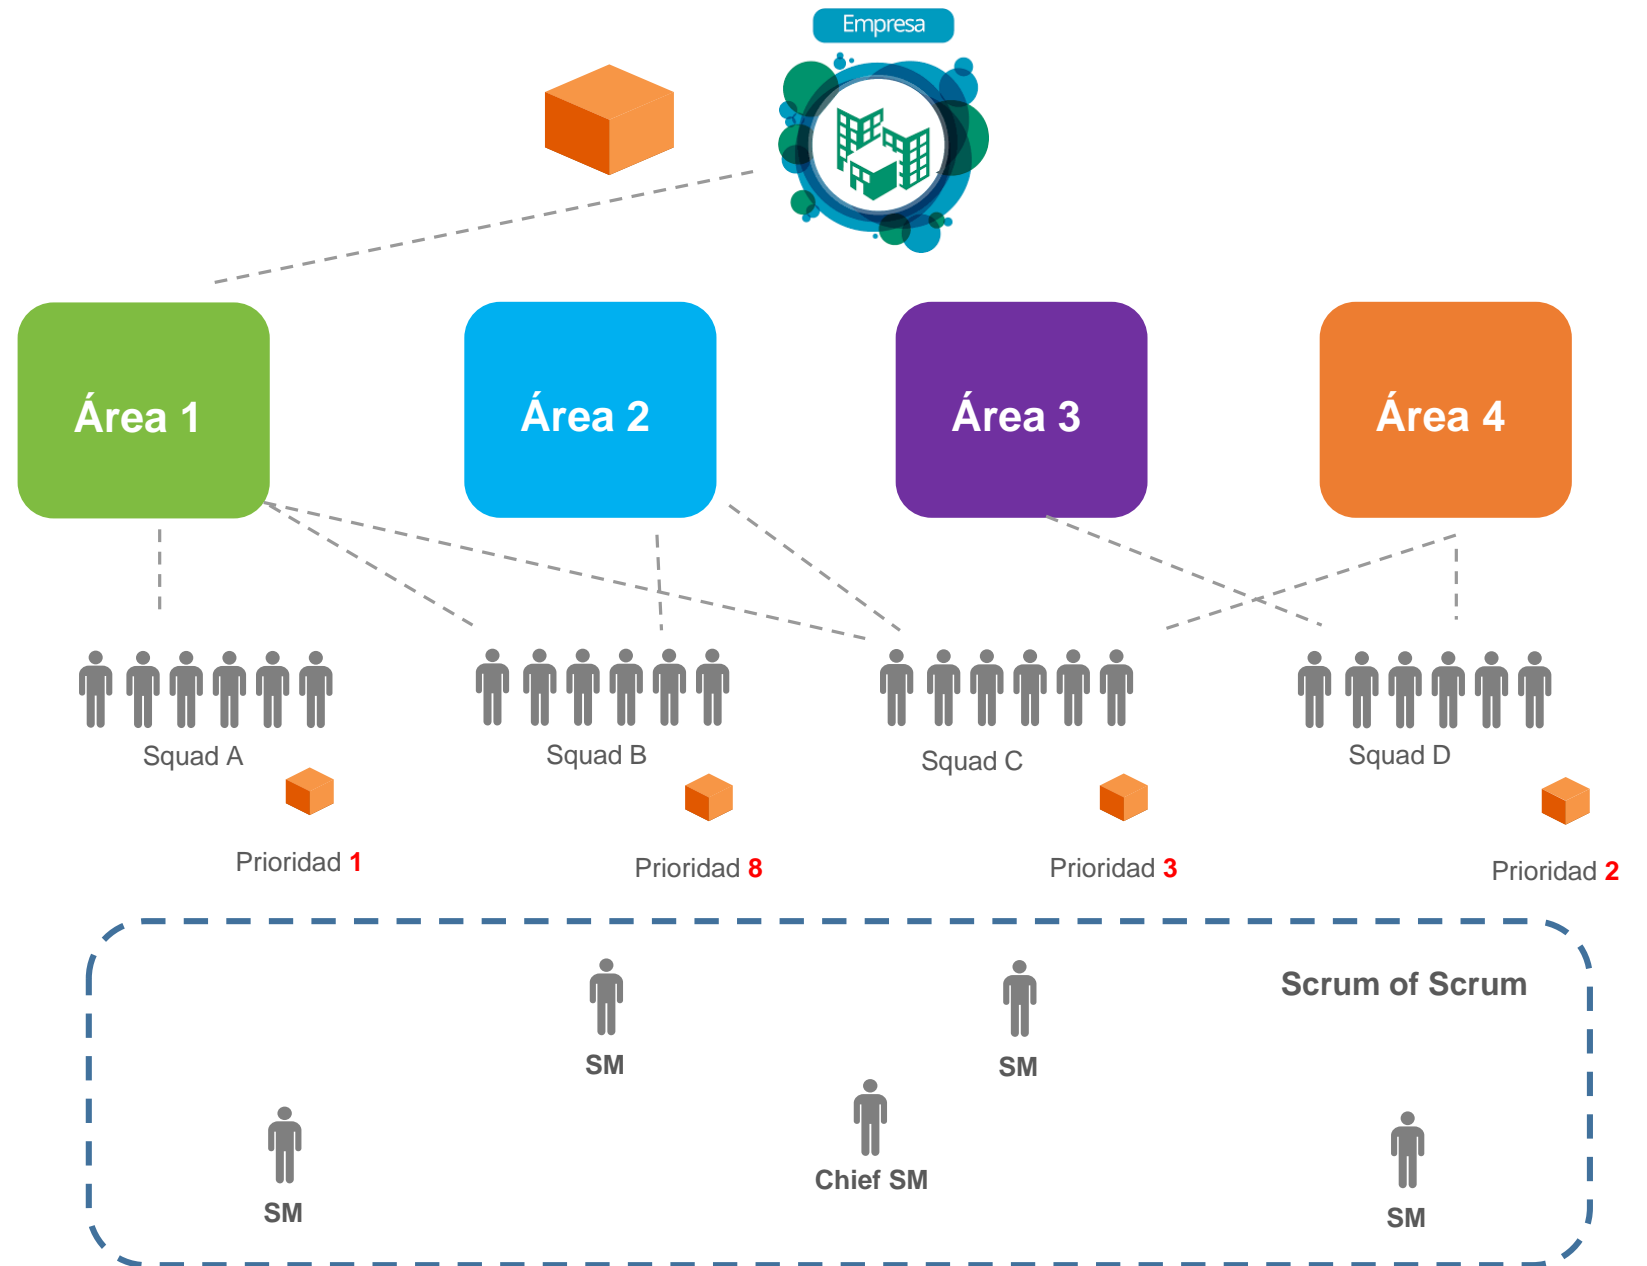 Empresa
Área 1
Área 2
Área 3
Área 4
Squad A
Squad B
Squad C
Squad D
Prioridad 1
Prioridad 8
Prioridad 3
Prioridad 2
Scrum of Scrum
SM
SM
Chief SM
SM
SM